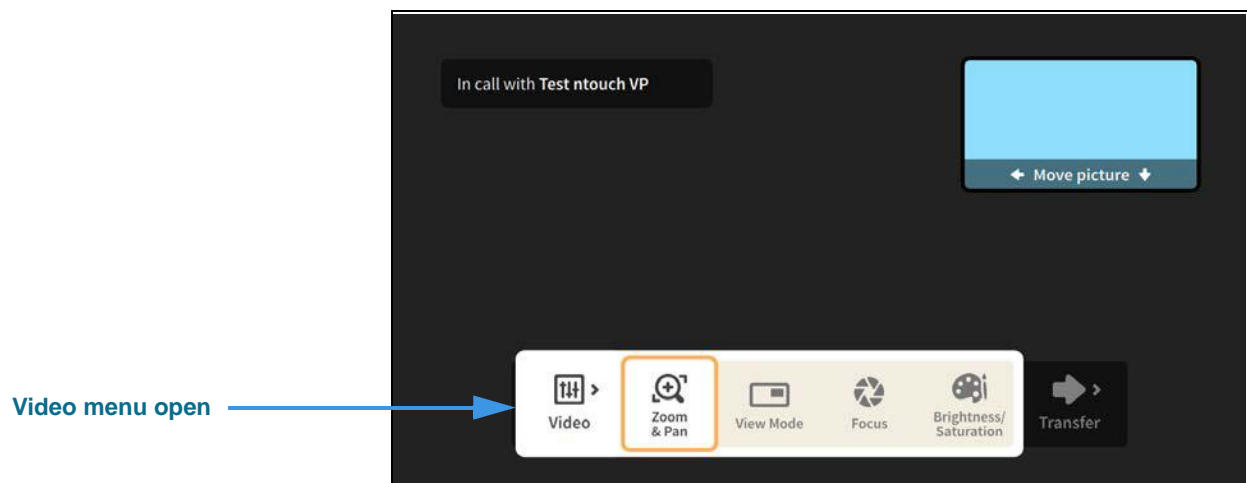 In call with Test ntouch VP
Move picture
Video menu open
Video
Zoom
& Pan
View Mode
Focus
Brightness/
Saturation
Transfer